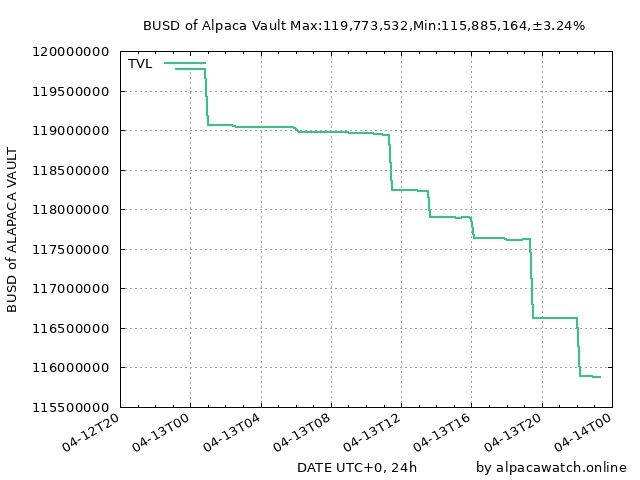 BUSD of Alpaca Vault Max:119,773,532,Min:115,885,164,±3.24%
120000000
TVL
119500000
119000000
118500000
118000000
117500000
117000000
116500000
116000000
115500000
BUSD of ALAPACA VAULT
04-12T20
04-13T00
04-13T04
04-13T08
04-13T12
04-13T16
04-13T20
04-14T00
DATE UTC+0, 24h
by alpacawatch.online